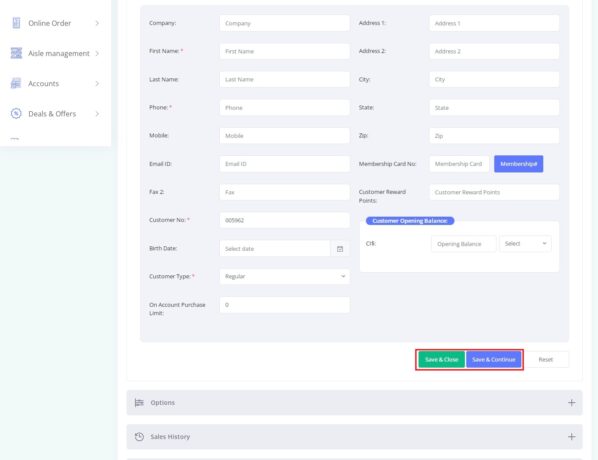 Online Order
Aisle management
Accounts
Deals & Offers
Company: Company Address 1: Address 1
First Name: * First Name Address 2: Address 2
Last Name: Last Name City: City
Phone: * Phone State: State
Mobile: Mobile Zip: Zip
Email ID: Email ID Membership Card No: Membership Card Membership#
Fax 2: Fax Customer Reward Points: Customer Reward Points
Customer No: * 005962 Customer Opening Balance:
Birth Date: Select date Cr$: Opening Balance Select
Customer Type: * Regular
On Account Purchase
Limit: 0
Save & Close Save & Continue Reset
Options
Sales History